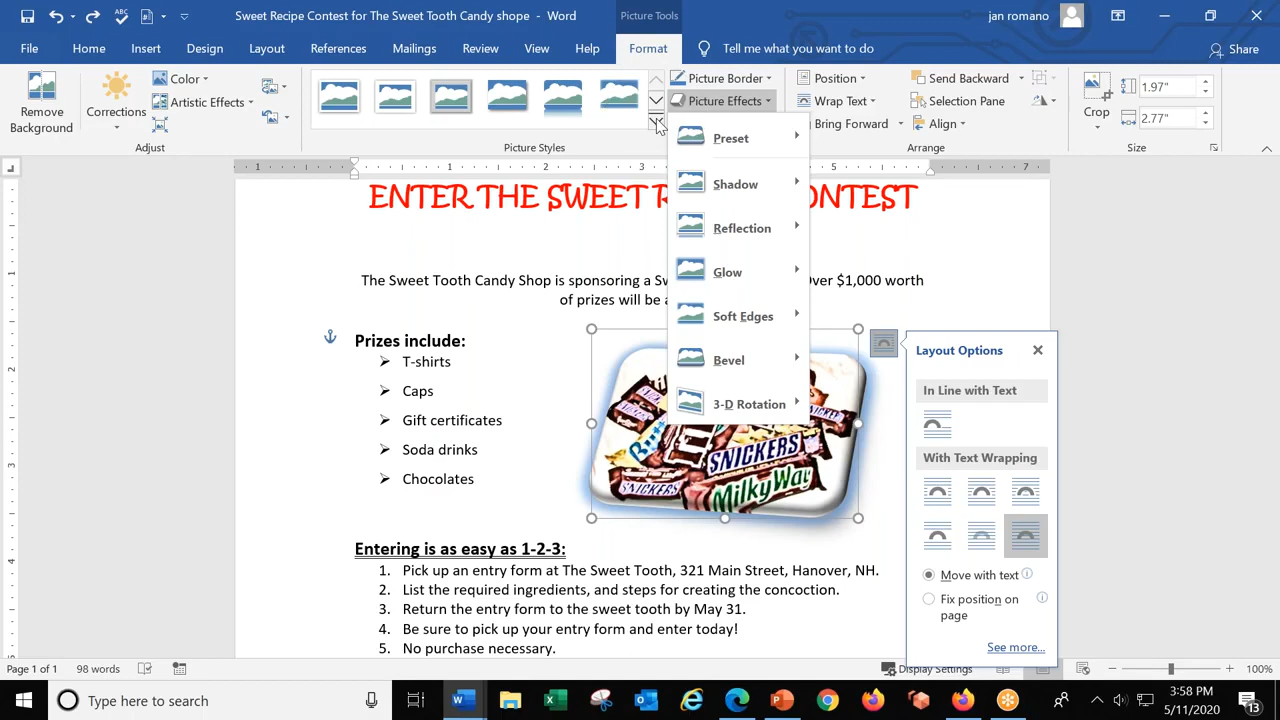 Sweet Recipe Contest for The Sweet Tooth Candy shope - Word
Picture Tools
jan romano
File Home Insert Design Layout References Mailings Review View Help Format Tell me what you want to do Share
Remove Background
Corrections
Color
Artistic Effects
Adjust
Picture Styles
Picture Border
Picture Effects
Position
Wrap Text
Bring Forward
Send Backward
Selection Pane
Align
Arrange
Crop
1.97"
2.77"
Size
Preset
Shadow
Reflection
Glow
Soft Edges
Bevel
3-D Rotation
1 1 2 3 5 7
ENTER THE SWEET R CONTEST
The Sweet Tooth Candy Shop is sponsoring a Sw Over $1,000 worth
of prizes will be a
Prizes include:
T-shirts
Caps
Gift certificates
Soda drinks
Chocolates
SNICKERS
SNICKERS
MilkyWay
Entering is as easy as 1-2-3:
1. Pick up an entry form at The Sweet Tooth, 321 Main Street, Hanover, NH.
2. List the required ingredients, and steps for creating the concoction.
3. Return the entry form to the sweet tooth by May 31.
4. Be sure to pick up your entry form and enter today!
5. No purchase necessary.
Layout Options
In Line with Text
With Text Wrapping
Move with text
Fix position on page
See more...
Page 1 of 1 98 words Display Settings 100%
Type here to search
3:58 PM
5/11/2020
13